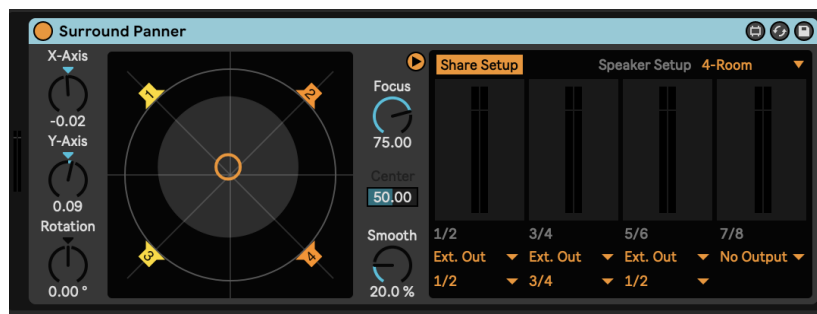 Surround Panner
X-Axis
-0.02
Y-Axis
0.09
Rotation
0.00 °
1
2
3
4
Focus
75.00
Center
50.00
Smooth
20.0 %
Share Setup
Speaker Setup 4-Room
1/2 3/4 5/6 7/8
Ext. Out Ext. Out Ext. Out No Output
1/2 3/4 1/2